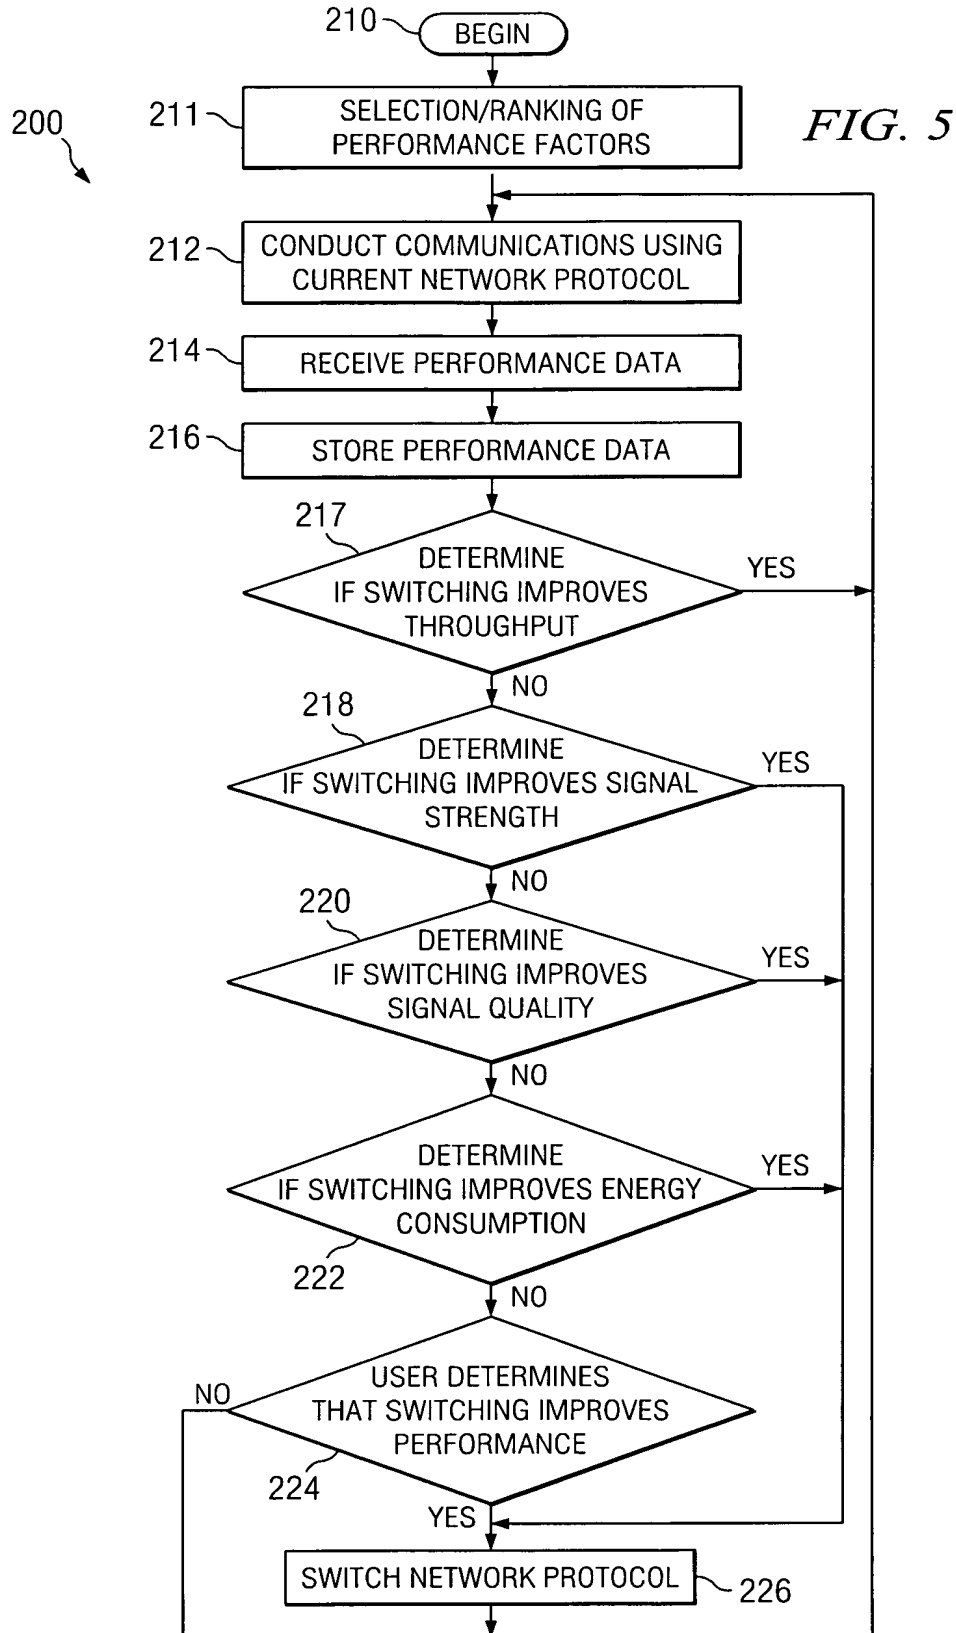 210
BEGIN
200
211
SELECTION/RANKING OF
PERFORMANCE FACTORS
FIG. 5
212
CONDUCT COMMUNICATIONS USING
CURRENT NETWORK PROTOCOL
214
RECEIVE PERFORMANCE DATA
216
STORE PERFORMANCE DATA
217
DETERMINE
IF SWITCHING IMPROVES
THROUGHPUT
YES
NO
218
DETERMINE
IF SWITCHING IMPROVES SIGNAL
STRENGTH
YES
NO
220
DETERMINE
IF SWITCHING IMPROVES
SIGNAL QUALITY
YES
NO
DETERMINE
IF SWITCHING IMPROVES ENERGY
CONSUMPTION
YES
222
NO
USER DETERMINES
THAT SWITCHING IMPROVES
PERFORMANCE
NO
224
YES
SWITCH NETWORK PROTOCOL
226